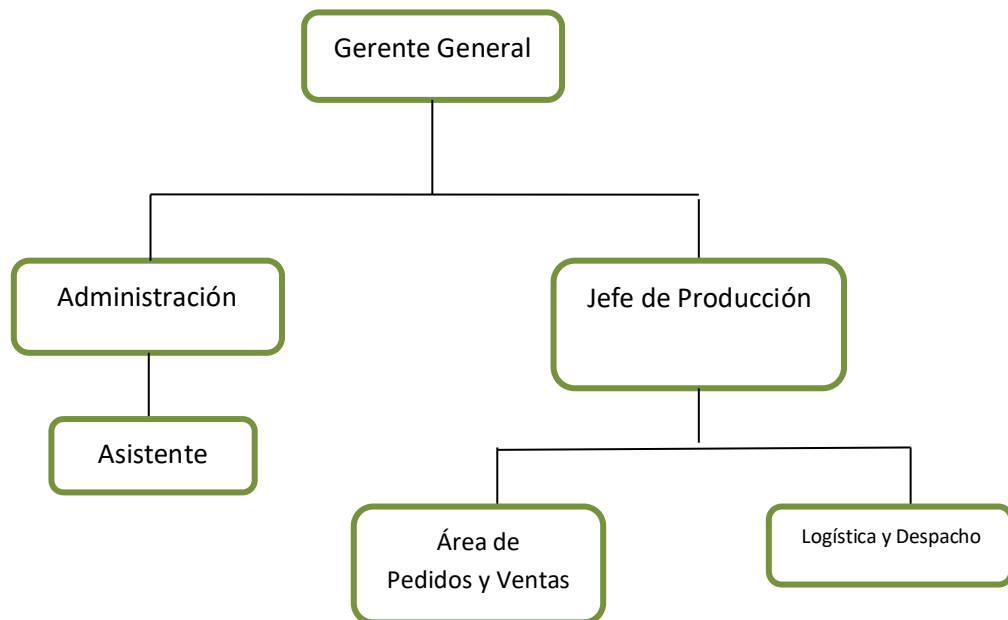 Gerente General
Administración
Jefe de Producción
Asistente
Área de
Pedidos y Ventas
Logística y Despacho